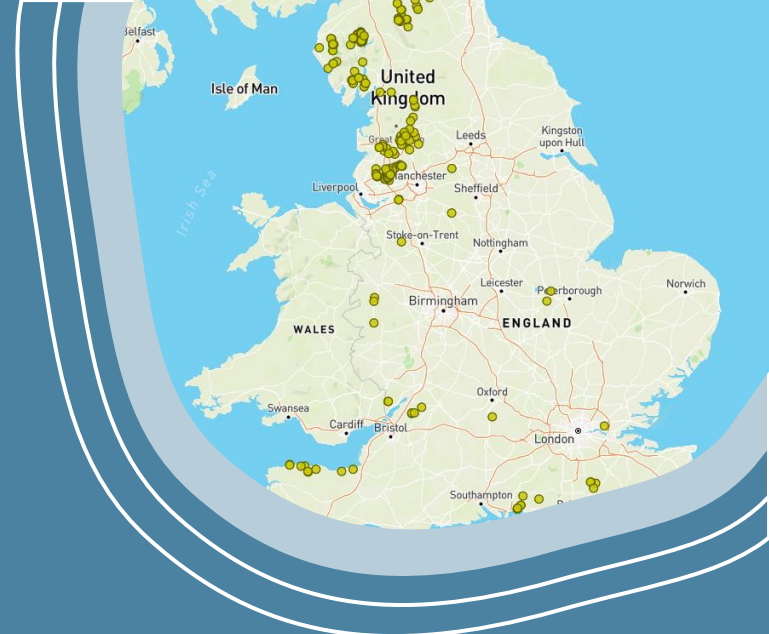 Belfast
Isle of Man
United
Kingdom
Leeds
Kingston
upon Hull
Great
Manchester
Liverpool
Sheffield
Irish Sea
Stoke-on-Trent
Nottingham
Leicester
Peterborough
Norwich
Birmingham
WALES
ENGLAND
Oxford
Swansea
Cardiff
Bristol
London
Southampton